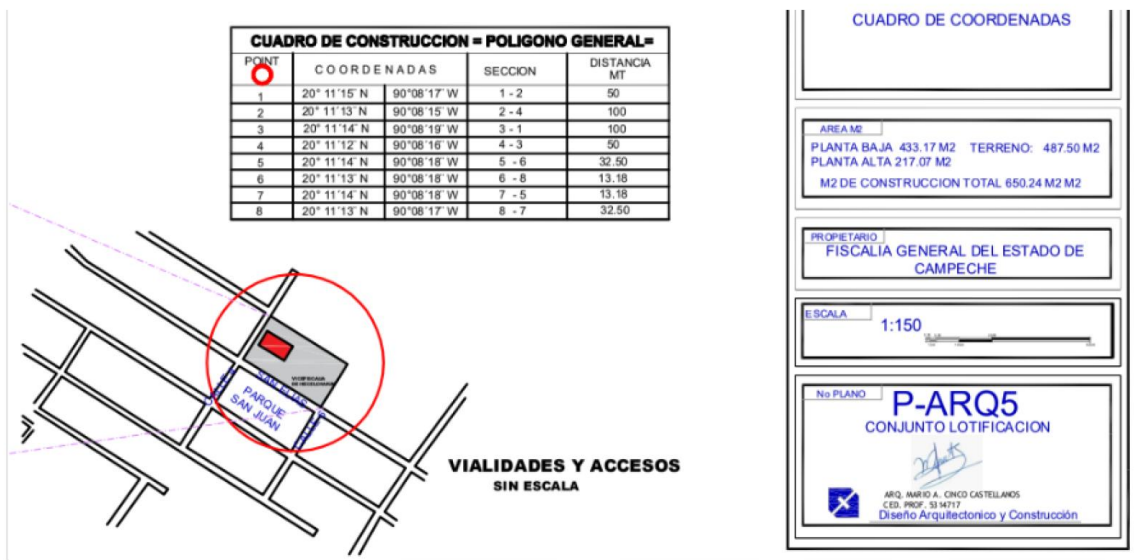 CUADRO DE CONSTRUCCION = POLIGONO GENERAL=
POINT COORDENADAS SECCION DISTANCIA MT
1 20° 11´15¨ N 90°08´17¨ W 1 - 2 50
2 20° 11´13¨ N 90°08´15¨ W 2 - 4 100
3 20° 11´14¨ N 90°08´19¨ W 3 - 1 100
4 20° 11´12¨ N 90°08´16¨ W 4 - 3 50
5 20° 11´14¨ N 90°08´18¨ W 5 - 6 32.50
6 20° 11´13¨ N 90°08´18¨ W 6 - 8 13.18
7 20° 11´14¨ N 90°08´18¨ W 7 - 5 13.18
8 20° 11´13¨ N 90°08´17¨ W 8 - 7 32.50
SAN ELIAS
PARQUE
SAN JUAN
VIALIDADES Y ACCESOS
SIN ESCALA
CUADRO DE COORDENADAS
AREA M2
PLANTA BAJA 433.17 M2 TERRENO: 487.50 M2
PLANTA ALTA 217.07 M2
M2 DE CONSTRUCCION TOTAL 650.24 M2 M2
PROPIETARIO
FISCALIA GENERAL DEL ESTADO DE
CAMPECHE
ESCALA
1:150
No PLANO
P-ARQ5
CONJUNTO LOTIFICACION
ARQ. MARIO A. CINCO CASTELLANOS
CED. PROF. 5314717
Diseño Arquitectonico y Construcción